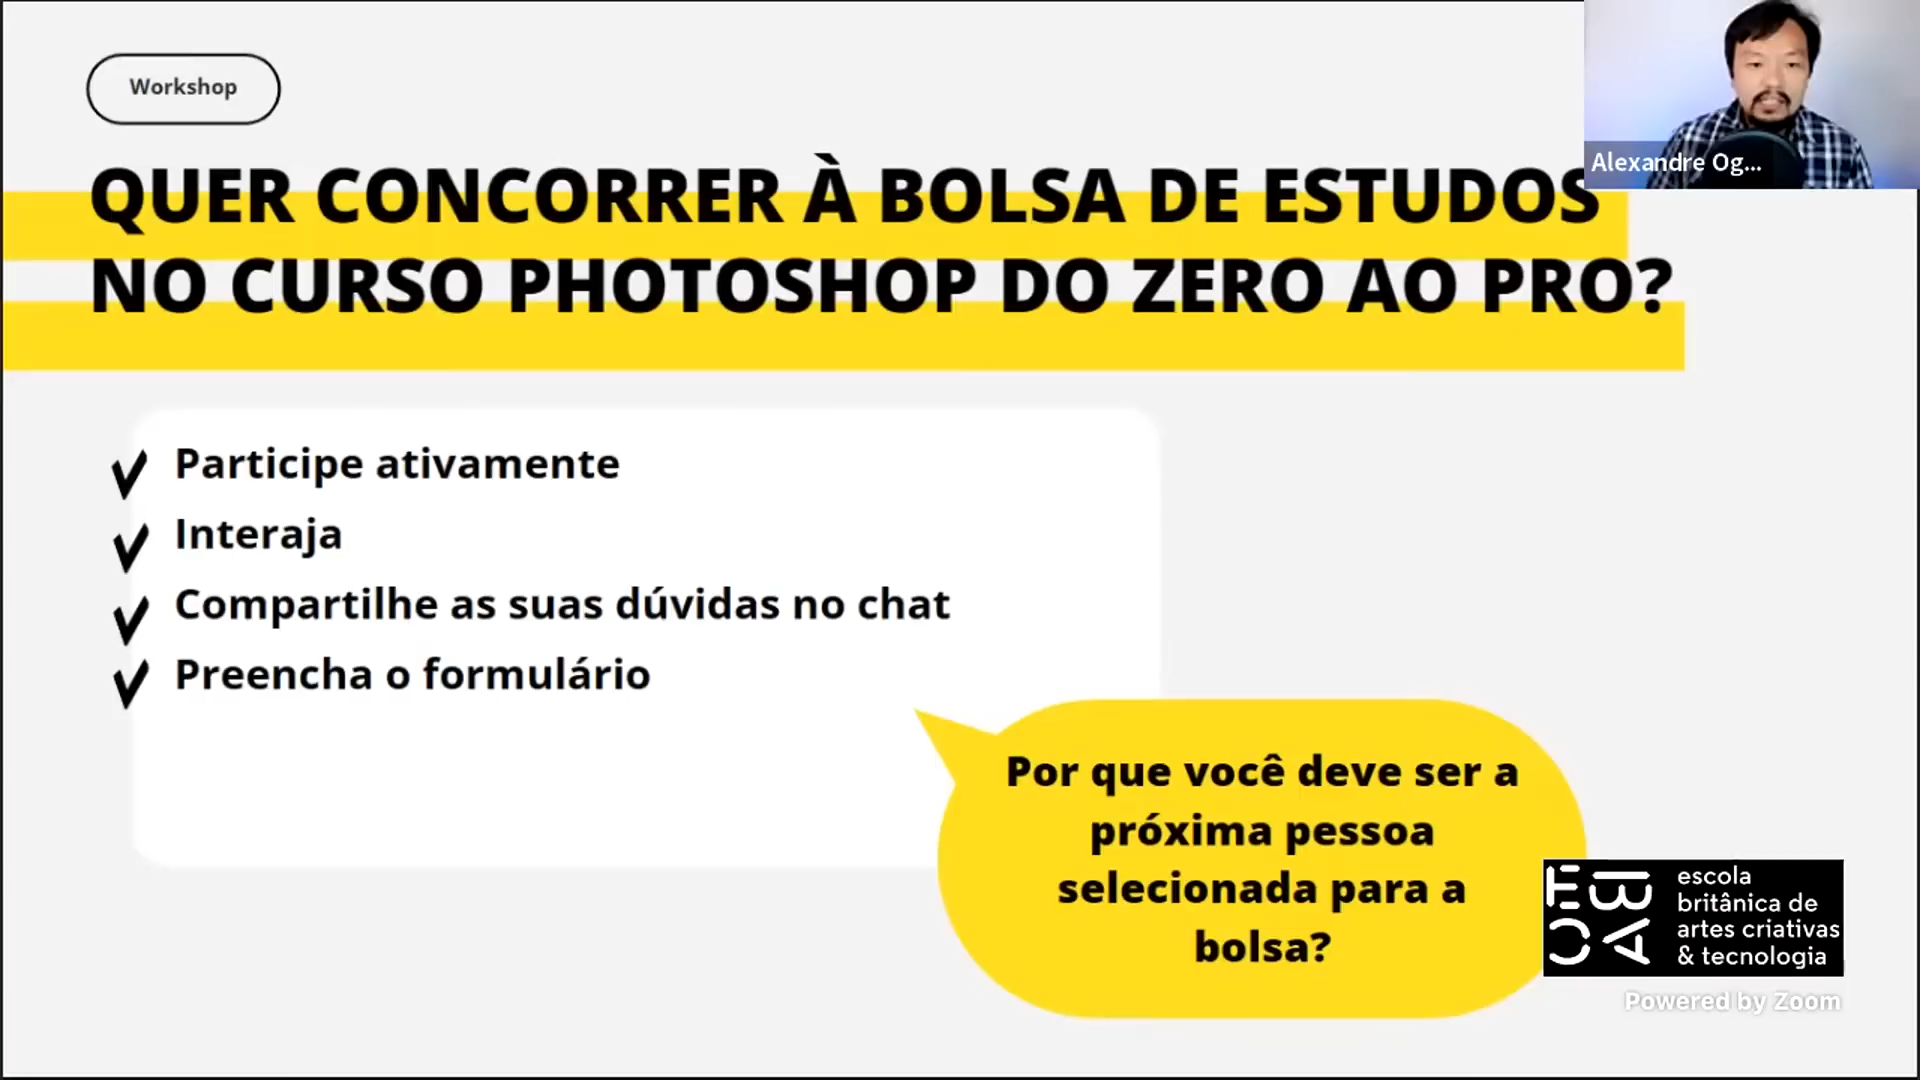 Workshop
Alexandre Og...
QUER CONCORRER À BOLSA DE ESTUDOS
NO CURSO PHOTOSHOP DO ZERO AO PRO?
Participe ativamente
Interaja
Compartilhe as suas dúvidas no chat
Preencha o formulário
Por que você deve ser a
próxima pessoa
selecionada para a
bolsa?
EBAC
escola
britânica de
artes criativas
& tecnologia
Powered by Zoom